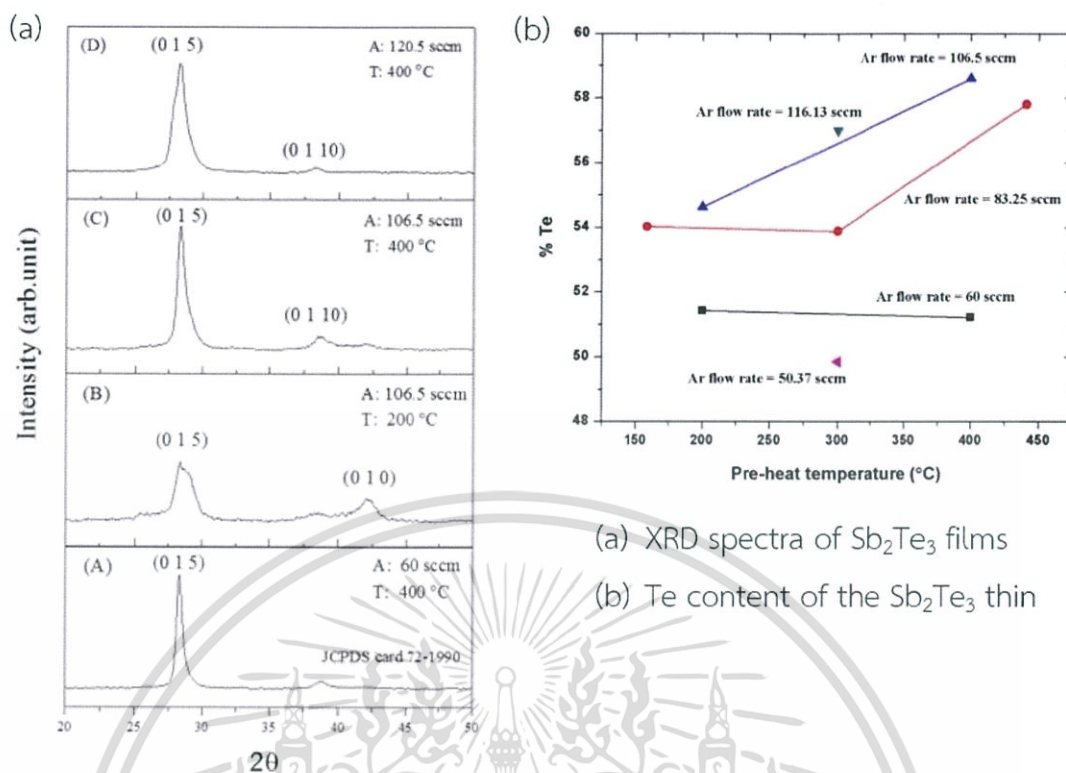 (a)
(D)
(0 1 5)
A: 120.5 sccm
T: 400 °C
(0 1 10)
(C)
(0 1 5)
A: 106.5 sccm
T: 400 °C
(0 1 10)
(B)
A: 106.5 sccm
T: 200 °C
(0 1 5)
(0 1 0)
(A)
(0 1 5)
A: 60 sccm
T: 400 °C
JCPDS card 72-1990
Intensity (arb.unit)
20 25 30 35 40 45 50
2θ
(b)
60
58
56
54
52
50
48
% Te
Ar flow rate = 106.5 sccm
Ar flow rate = 116.13 sccm
Ar flow rate = 83.25 sccm
Ar flow rate = 60 sccm
Ar flow rate = 50.37 sccm
150 200 250 300 350 400 450
Pre-heat temperature (°C)
(a) XRD spectra of Sb₂Te₃ films
(b) Te content of the Sb₂Te₃ thin